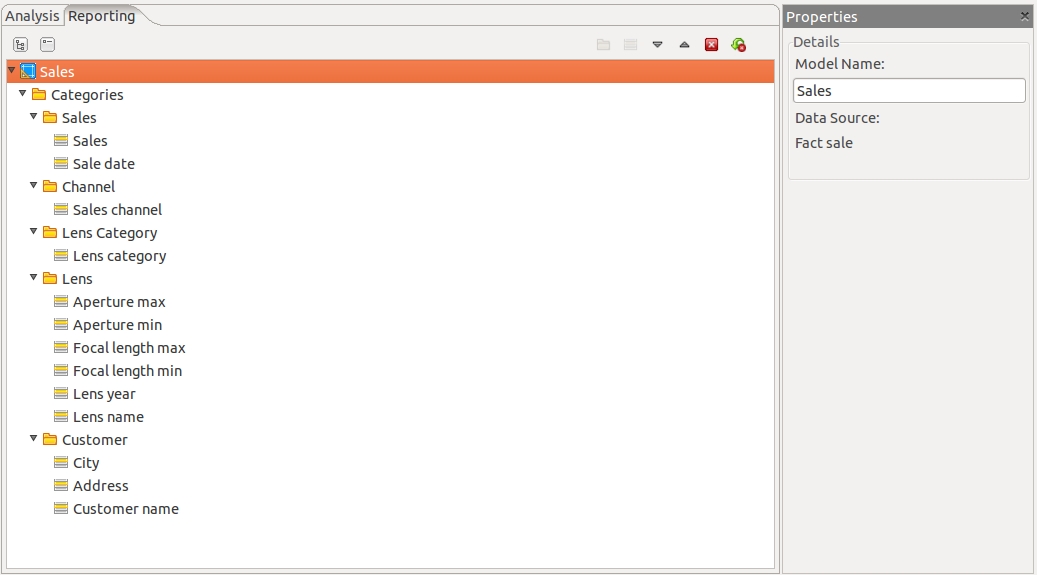 Analysis Reporting
Sales
Categories
Sales
Sales
Sale date
Channel
Sales channel
Lens Category
Lens category
Lens
Aperture max
Aperture min
Focal length max
Focal length min
Lens year
Lens name
Customer
City
Address
Customer name
Properties
Details
Model Name:
Sales
Data Source:
Fact sale